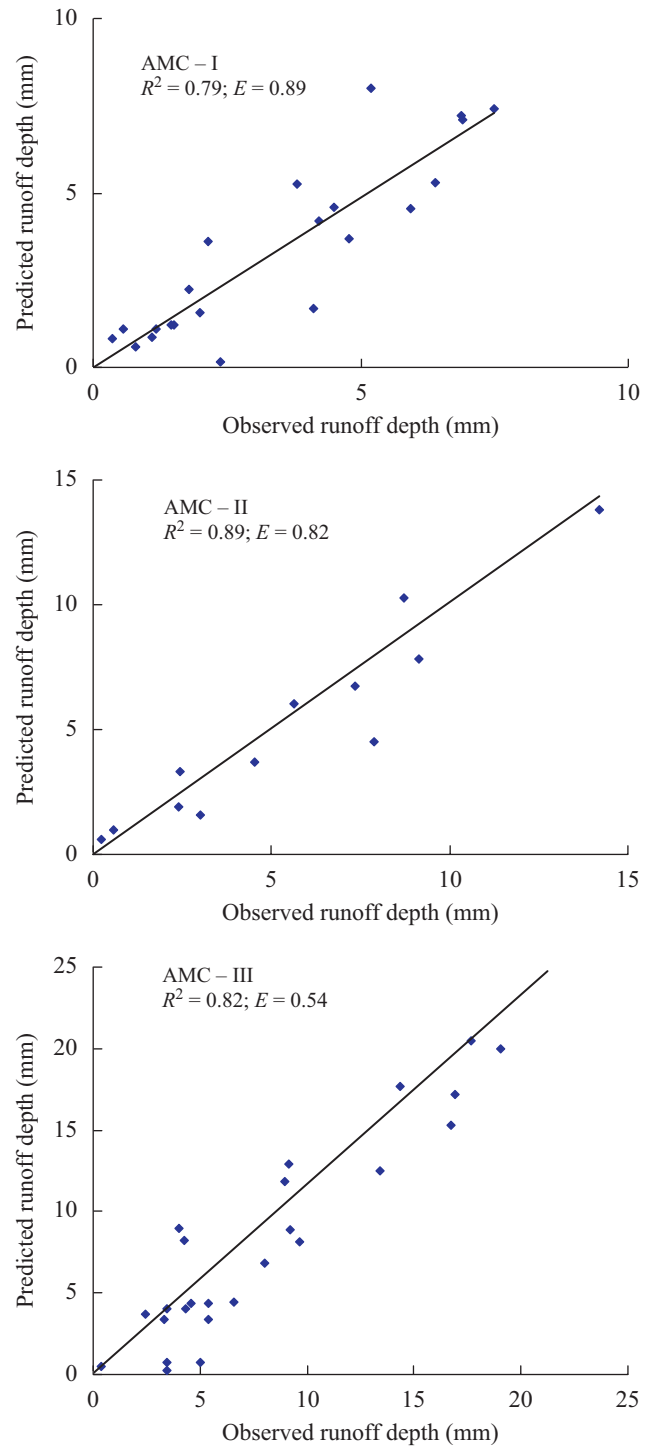 10
AMC – I
R² = 0.79; E = 0.89
Predicted runoff depth (mm)
5
0
0 5 10
Observed runoff depth (mm)
15
AMC – II
R² = 0.89; E = 0.82
10
Predicted runoff depth (mm)
5
0
0 5 10 15
Observed runoff depth (mm)
25
AMC – III
R² = 0.82; E = 0.54
20
15
Predicted runoff depth (mm)
10
5
0
0 5 10 15 20 25
Observed runoff depth (mm)